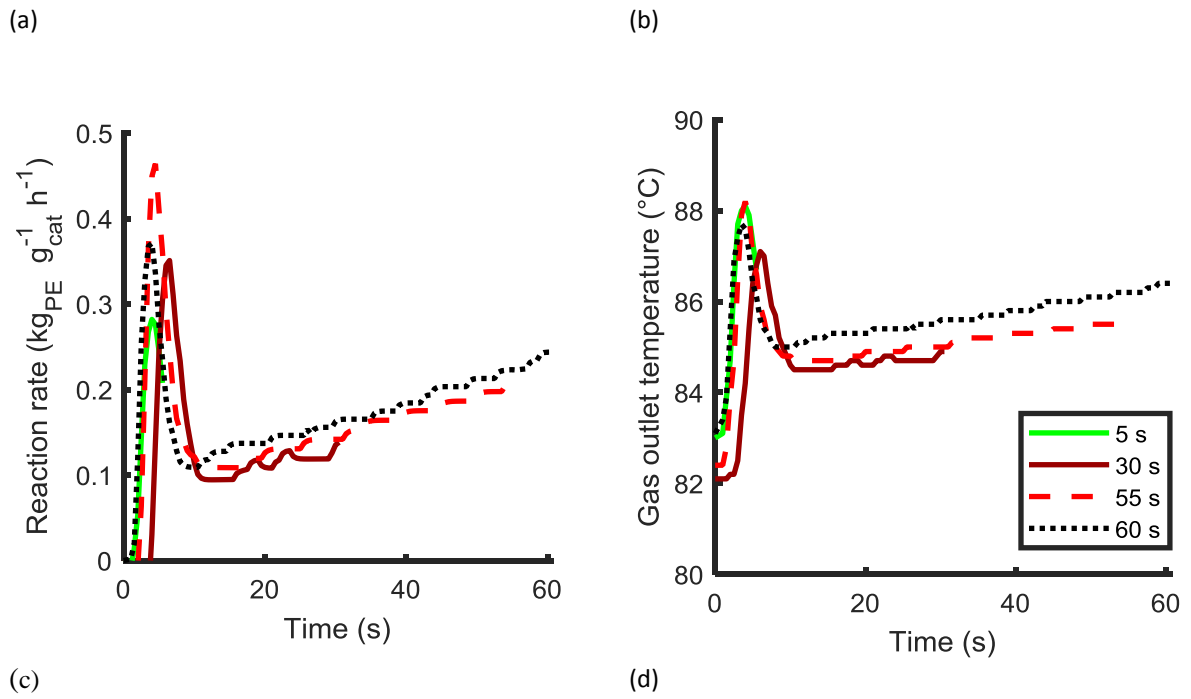 (a)
(b)
Reaction rate (kg_PE g_cat^-1 h^-1)
0.5
0.4
0.3
0.2
0.1
0
0
20
40
60
Time (s)
Gas outlet temperature (°C)
90
88
86
84
82
80
0
20
40
60
Time (s)
5 s
30 s
55 s
60 s
(c)
(d)